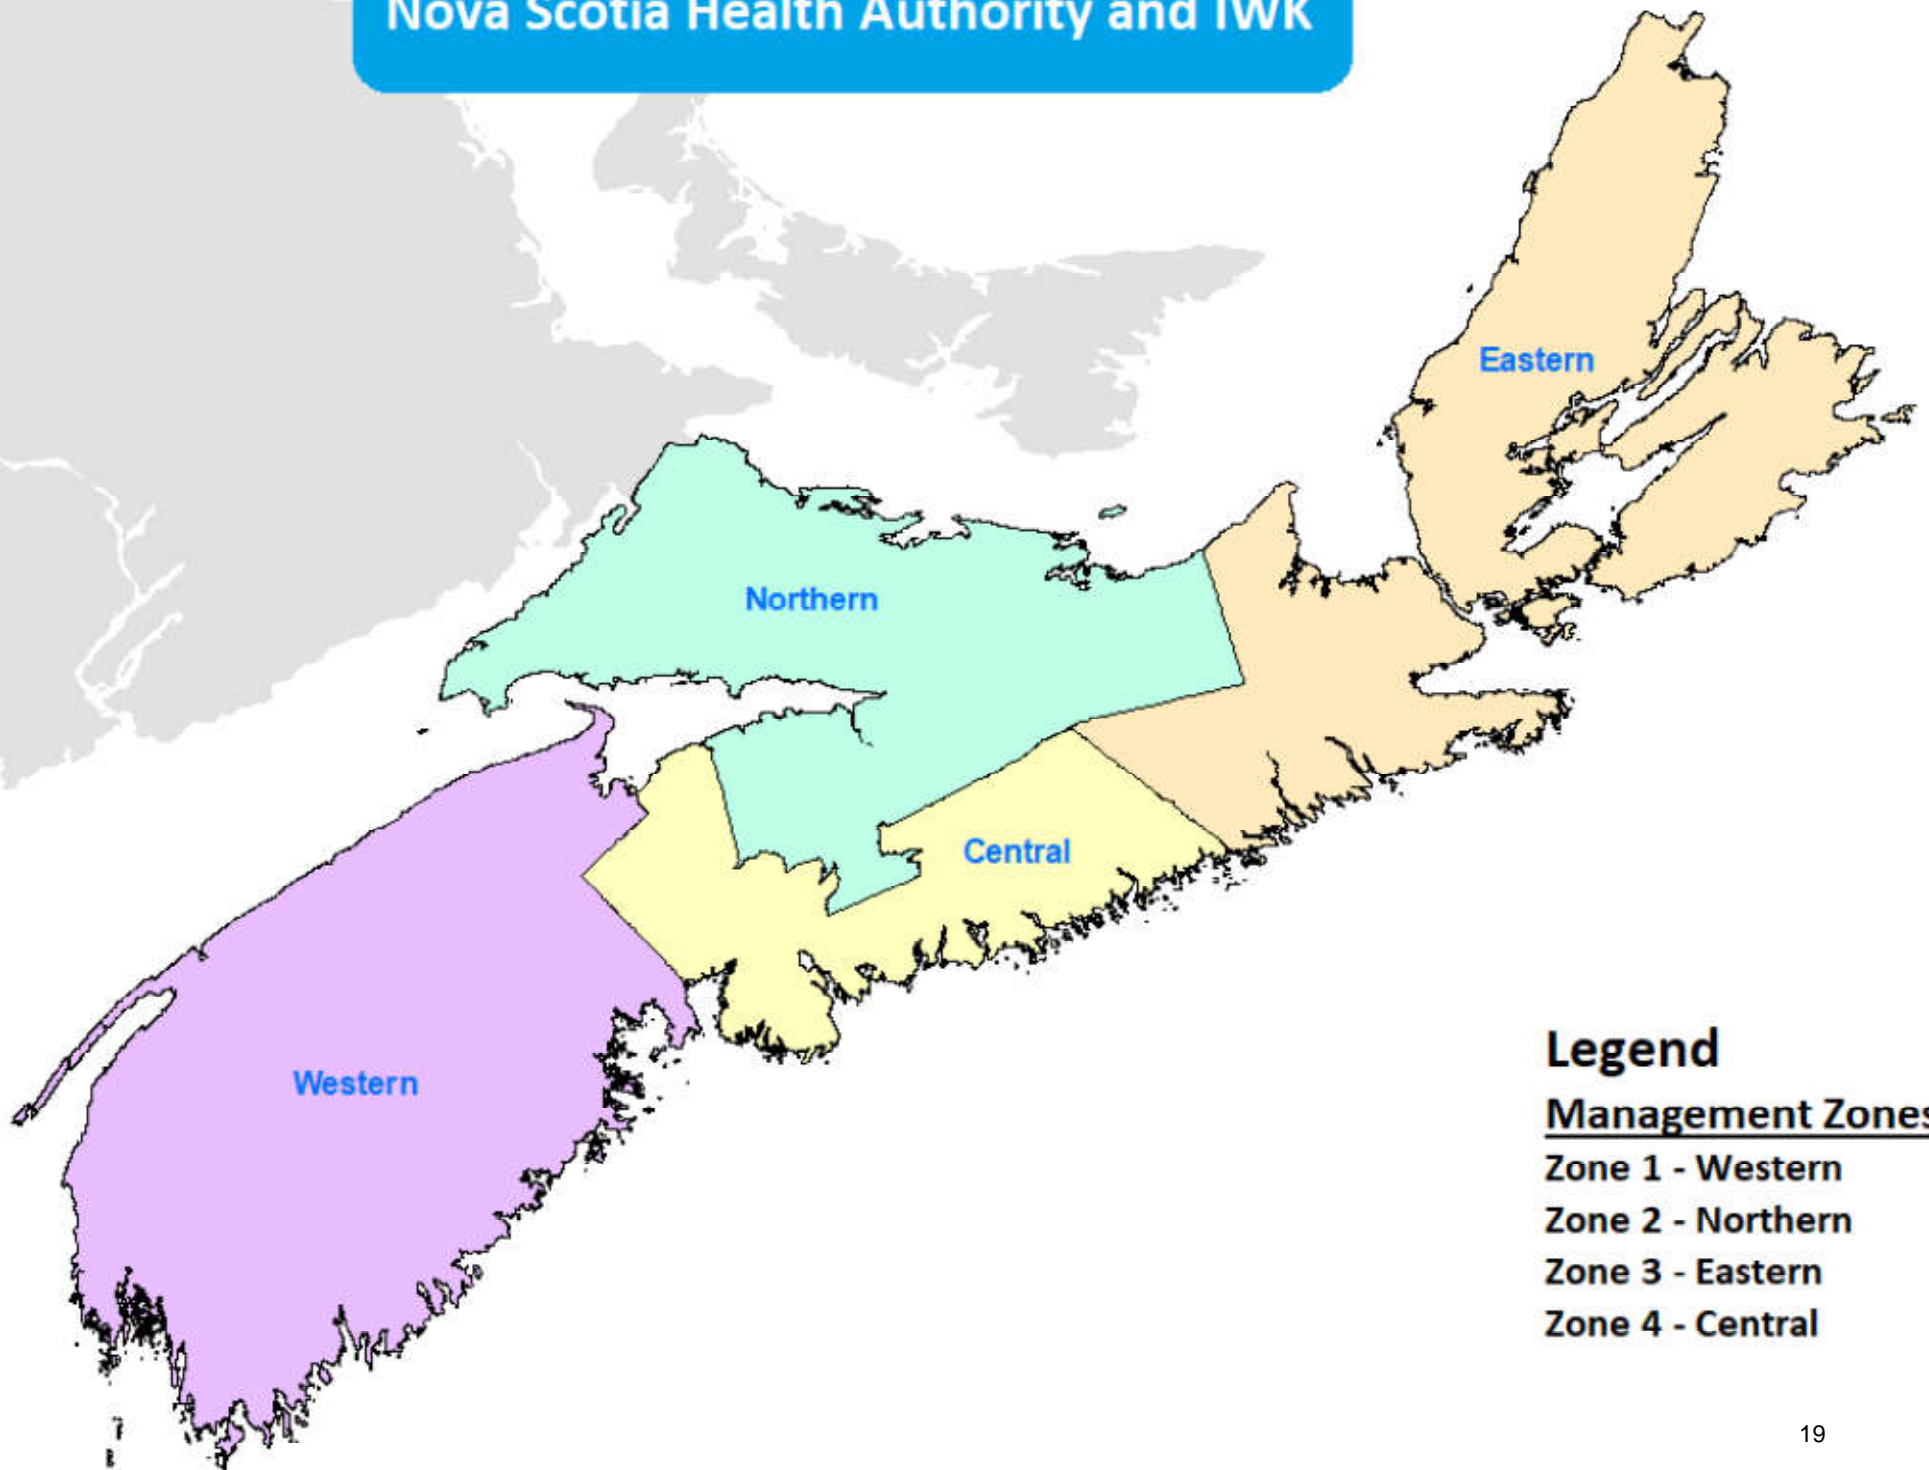 Nova Scotia Health Authority and IWK
Eastern
Northern
Central
Western
Legend
Management Zones
Zone 1 - Western
Zone 2 - Northern
Zone 3 - Eastern
Zone 4 - Central
19